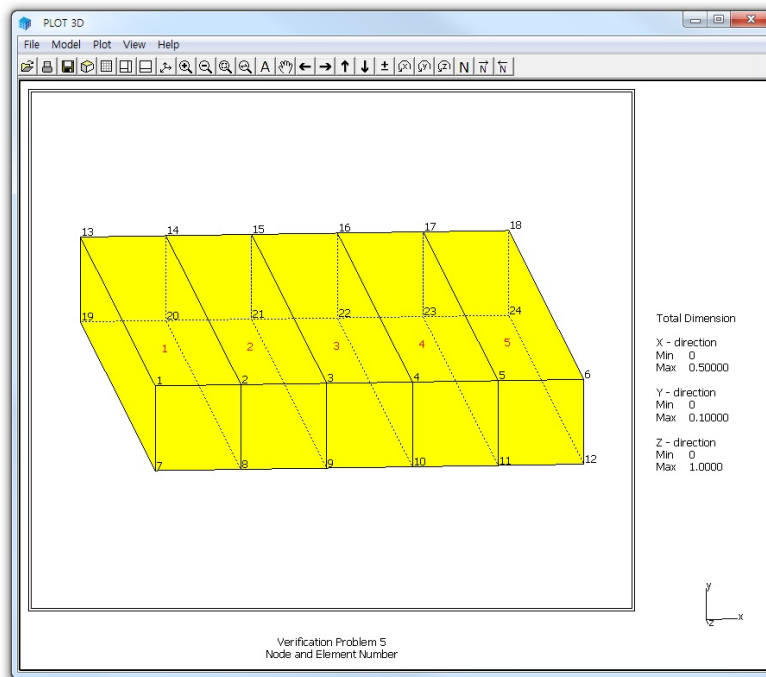 PLOT 3D
File Model Plot View Help
A N N N
13 14 15 16 17 18
19 20 21 22 23 24
1 2 3 4 5
1 2 3 4 5 6
7 8 9 10 11 12
Total Dimension
X - direction
Min 0
Max 0.50000
Y - direction
Min 0
Max 0.10000
Z - direction
Min 0
Max 1.0000
y
z x
Verification Problem 5
Node and Element Number